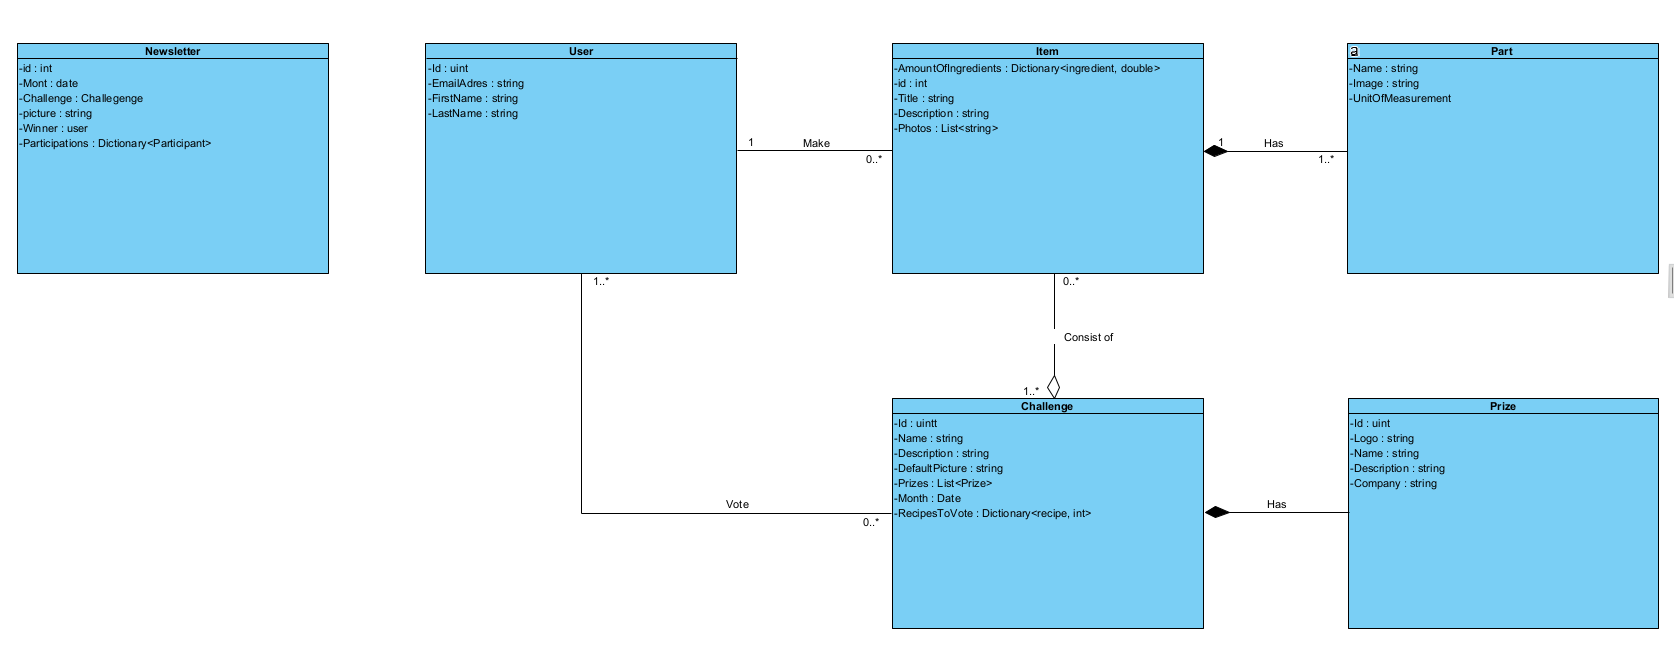 Newsletter
-id : int
-Mont : date
-Challenge : Challegenge
-picture : string
-Winner : user
-Participations : Dictionary<Participant>
User
-Id : uint
-EmailAdres : string
-FirstName : string
-LastName : string
1
Make
0..*
Item
-AmountOfIngredients : Dictionary<ingredient, double>
-id : int
-Title : string
-Description : string
-Photos : List<string>
1
Has
1..*
a
Part
-Name : string
-Image : string
-UnitOfMeasurement
1..*
0..*
Consist of
1..*
Vote
0..*
Challenge
-Id : uintt
-Name : string
-Description : string
-DefaultPicture : string
-Prizes : List<Prize>
-Month : Date
-RecipesToVote : Dictionary<recipe, int>
Has
Prize
-Id : uint
-Logo : string
-Name : string
-Description : string
-Company : string